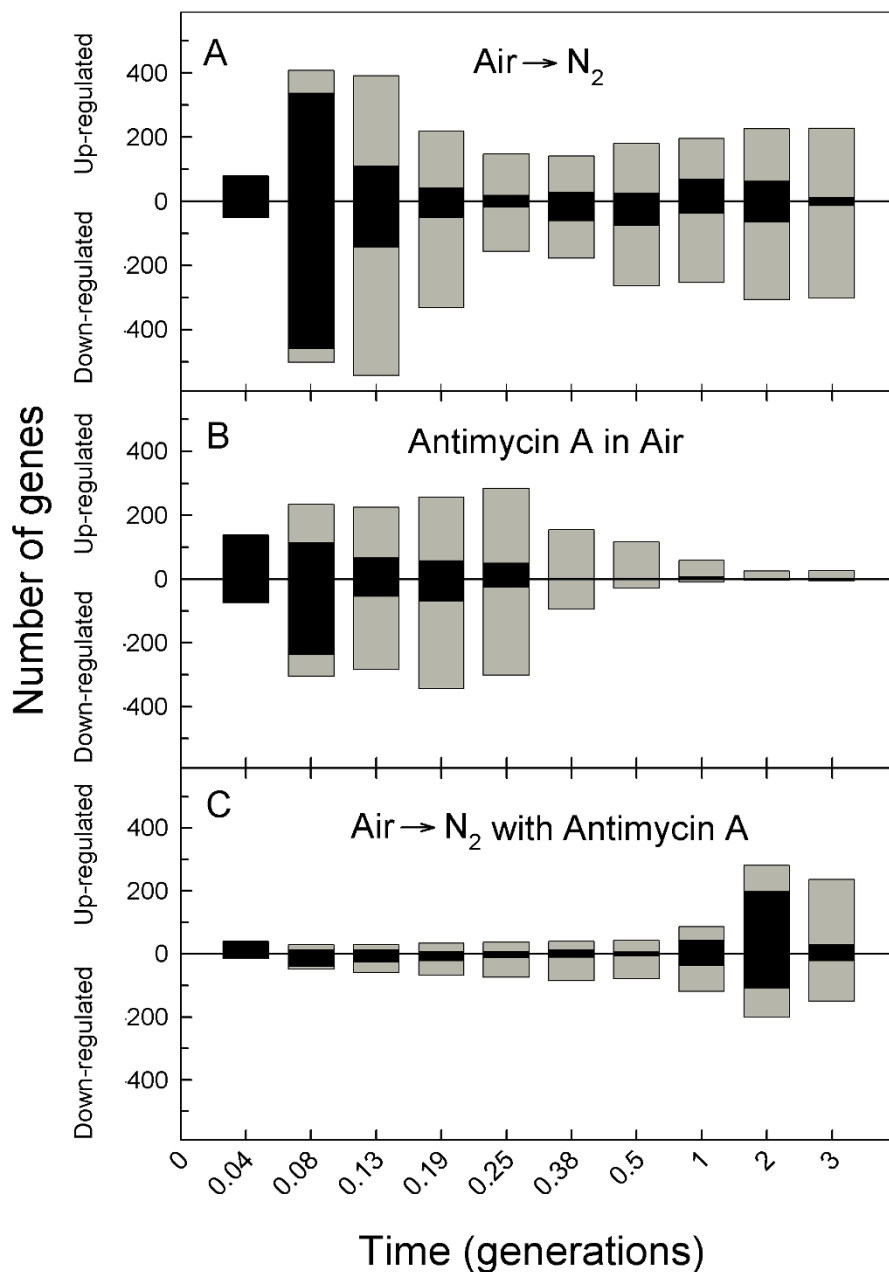 A
Air → N2
Up-regulated
Down-regulated
400
200
0
-200
-400
B
Antimycin A in Air
Up-regulated
Down-regulated
400
200
0
-200
-400
C
Air → N2 with Antimycin A
Up-regulated
Down-regulated
400
200
0
-200
-400
Number of genes
0 0.04 0.08 0.13 0.19 0.25 0.38 0.5 1 2 3
Time (generations)